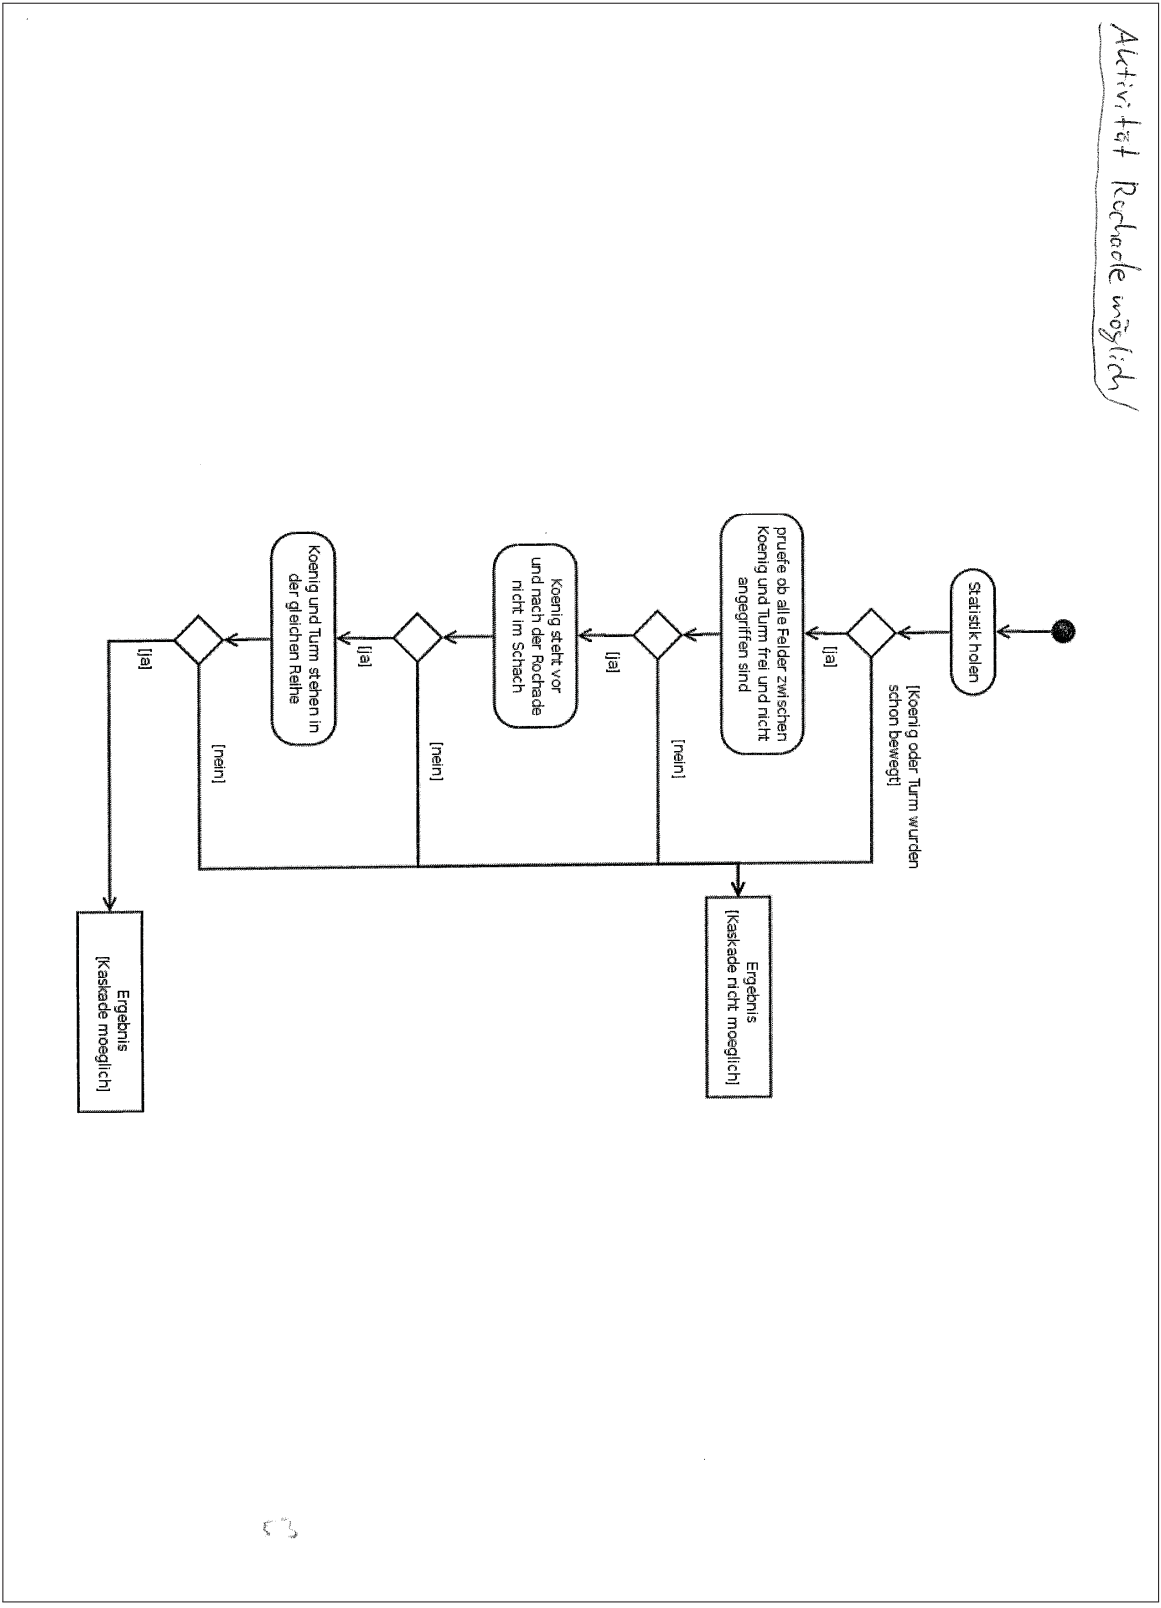 Aktivität Rochade möglich
Statistik holen
[Koenig oder Turm wurden
schon bewegt]
[ja]
pruefe ob alle Felder zwischen
Koenig und Turm frei und nicht
angegriffen sind
[nein]
Ergebnis
[Kaskade nicht moeglich]
[ja]
Koenig steht vor
und nach der Rochade
nicht im Schach
[nein]
[ja]
Koenig und Turm stehen in
der gleichen Reihe
[nein]
[ja]
Ergebnis
[Kaskade moeglich]